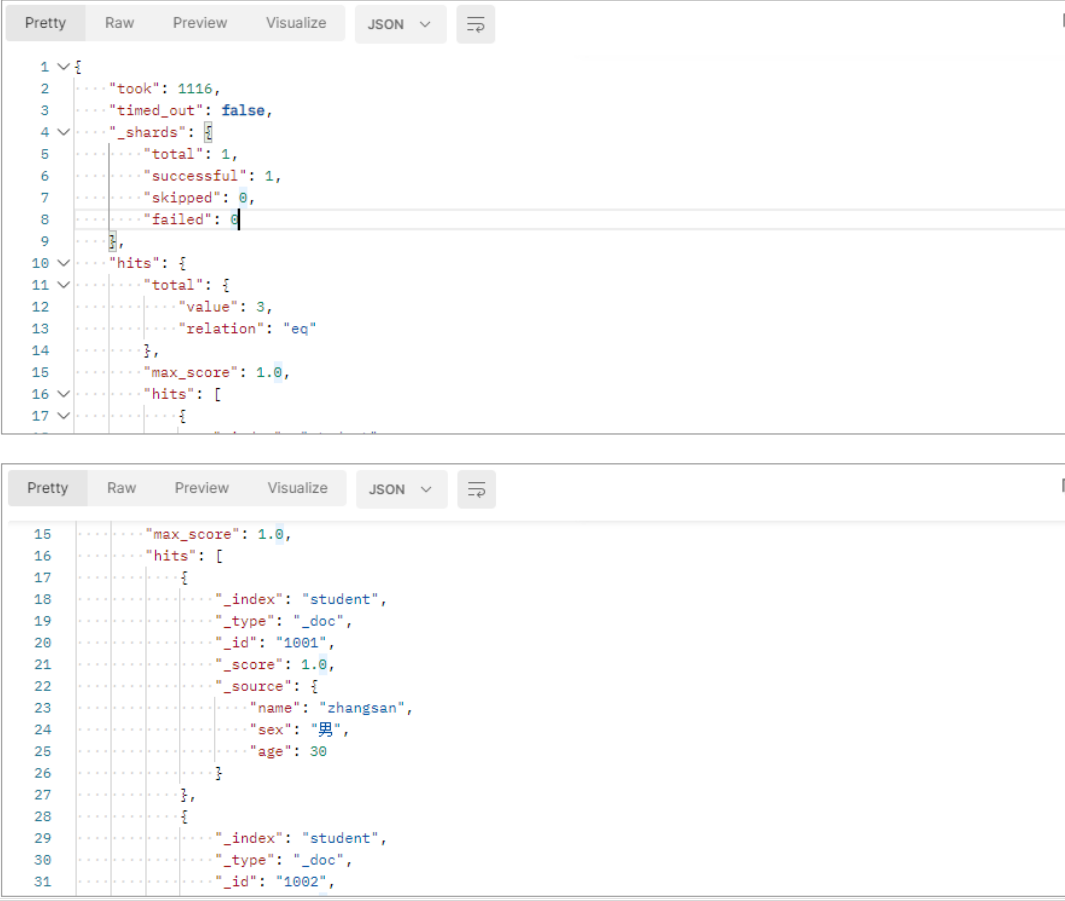 Pretty Raw Preview Visualize JSON
1 {
2 "took": 1116,
3 "timed_out": false,
4 "_shards": {
5 "total": 1,
6 "successful": 1,
7 "skipped": 0,
8 "failed": 0
9 },
10 "hits": {
11 "total": {
12 "value": 3,
13 "relation": "eq"
14 },
15 "max_score": 1.0,
16 "hits": [
17 {
Pretty Raw Preview Visualize JSON
15 "max_score": 1.0,
16 "hits": [
17 {
18 "_index": "student",
19 "_type": "_doc",
20 "_id": "1001",
21 "_score": 1.0,
22 "_source": {
23 "name": "zhangsan",
24 "sex": "男",
25 "age": 30
26 }
27 },
28 {
29 "_index": "student",
30 "_type": "_doc",
31 "_id": "1002",